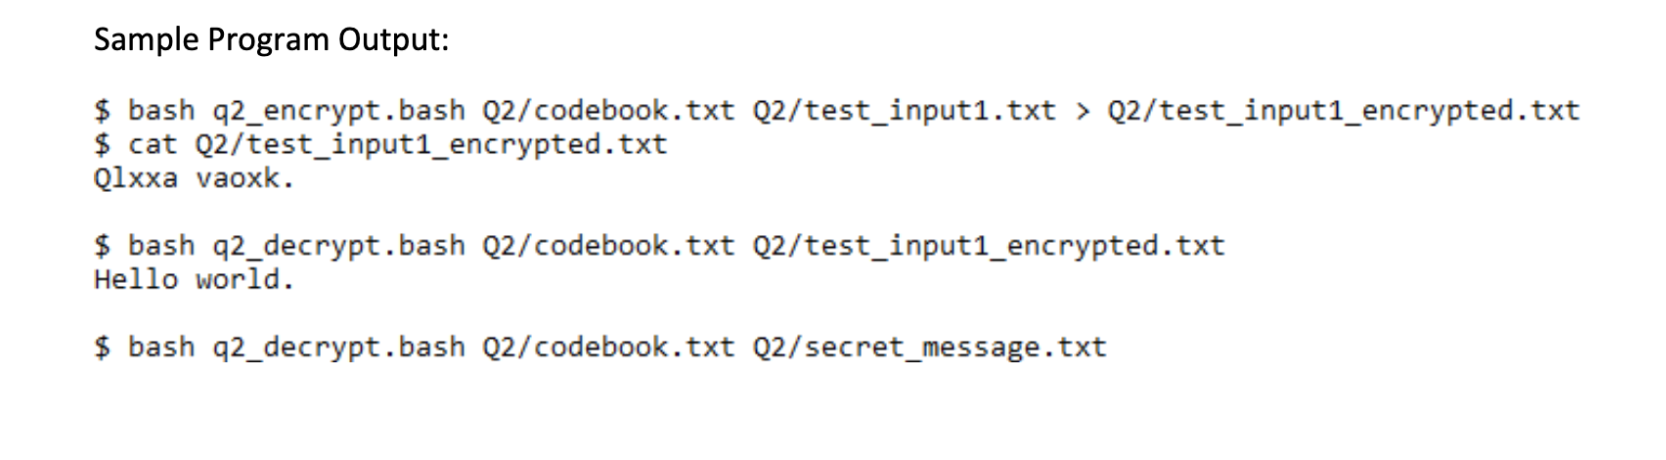 Sample Program Output:
$ bash q2_encrypt.bash Q2/codebook.txt Q2/test_input1.txt > Q2/test_input1_encrypted.txt
$ cat Q2/test_input1_encrypted.txt
Qlxxa vaoxk.
$ bash q2_decrypt.bash Q2/codebook.txt Q2/test_input1_encrypted.txt
Hello world.
$ bash q2_decrypt.bash Q2/codebook.txt Q2/secret_message.txt